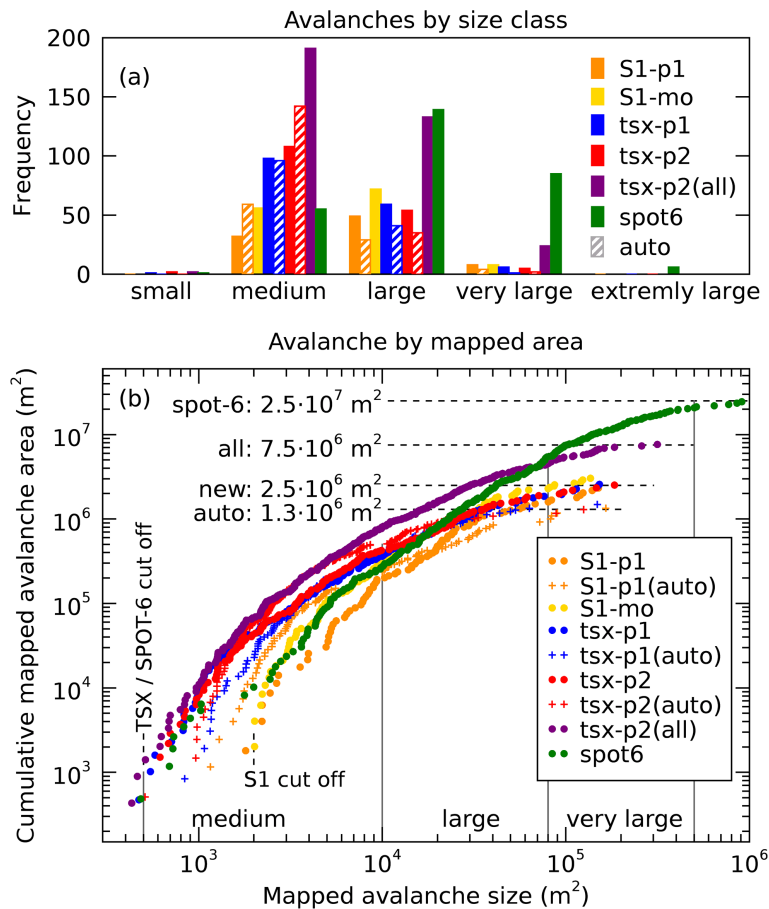 Avalanches by size class
200
150
100
50
0
Frequency
(a)
S1-p1
S1-mo
tsx-p1
tsx-p2
tsx-p2(all)
spot6
auto
small medium large very large extremly large
Avalanche by mapped area
(b)
spot-6: 2.5·10⁷ m²
all: 7.5·10⁶ m²
new: 2.5·10⁶ m²
auto: 1.3·10⁶ m²
10⁷
10⁶
10⁵
10⁴
10³
Cumulative mapped avalanche area (m²)
TSX / SPOT-6 cut off
S1 cut off
S1-p1
S1-p1(auto)
S1-mo
tsx-p1
tsx-p1(auto)
tsx-p2
tsx-p2(auto)
tsx-p2(all)
spot6
medium large very large
10³ 10⁴ 10⁵ 10⁶
Mapped avalanche size (m²)